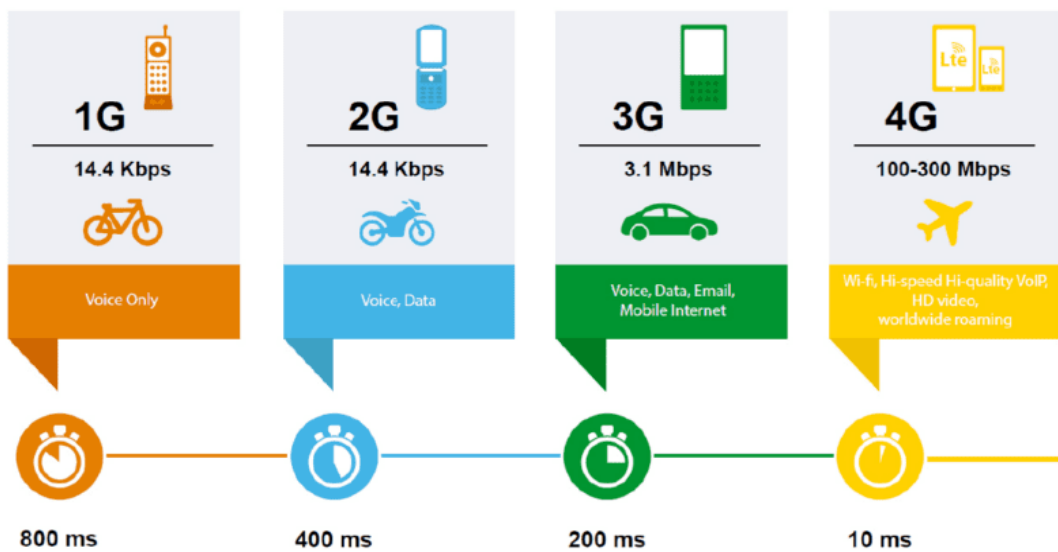 1G
14.4 Kbps
Voice Only
800 ms
2G
14.4 Kbps
Voice, Data
400 ms
3G
3.1 Mbps
Voice, Data, Email,
Mobile Internet
200 ms
Lte
Lte
4G
100-300 Mbps
Wi-fi, Hi-speed Hi-quality VoIP,
HD video,
worldwide roaming
10 ms